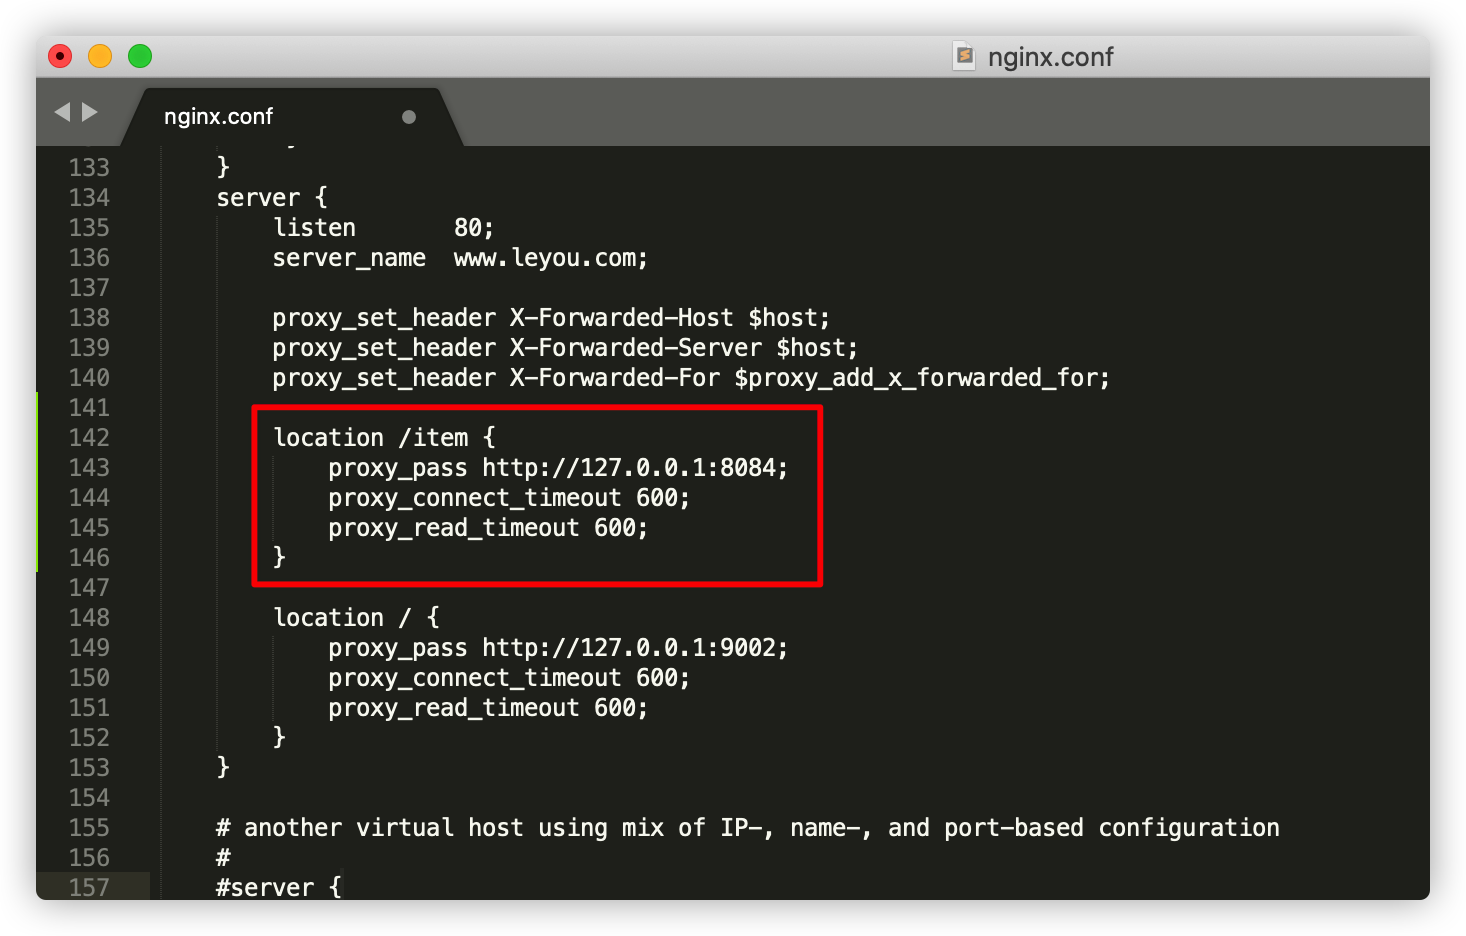 nginx.conf
nginx.conf
133 }
134 server {
135 listen 80;
136 server_name www.leyou.com;
137
138 proxy_set_header X-Forwarded-Host $host;
139 proxy_set_header X-Forwarded-Server $host;
140 proxy_set_header X-Forwarded-For $proxy_add_x_forwarded_for;
141
142 location /item {
143 proxy_pass http://127.0.0.1:8084;
144 proxy_connect_timeout 600;
145 proxy_read_timeout 600;
146 }
147
148 location / {
149 proxy_pass http://127.0.0.1:9002;
150 proxy_connect_timeout 600;
151 proxy_read_timeout 600;
152 }
153 }
154
155 # another virtual host using mix of IP-, name-, and port-based configuration
156 #
157 #server {